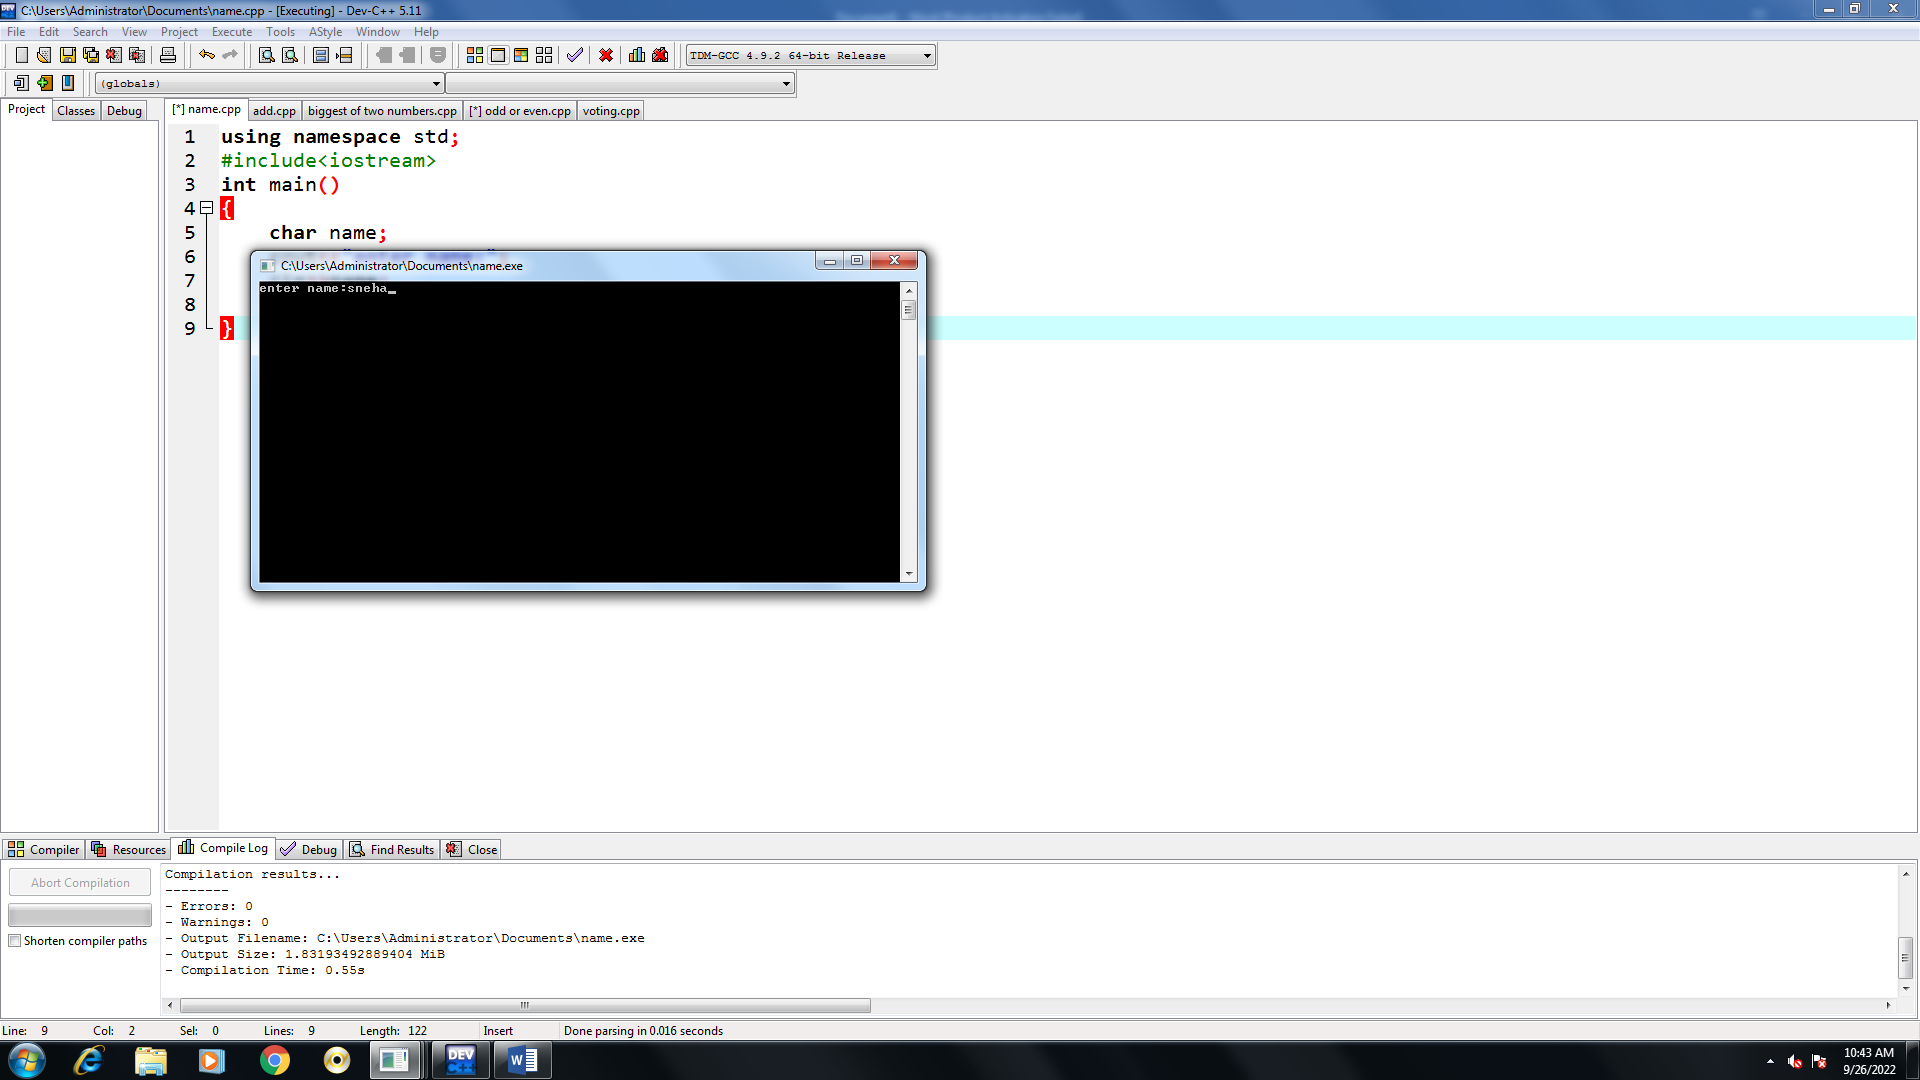 C:\Users\Administrator\Documents\name.cpp - [Executing] - Dev-C++ 5.11
File Edit Search View Project Execute Tools AStyle Window Help
TDM-GCC 4.9.2 64-bit Release
(globals)
Project Classes Debug [*] name.cpp add.cpp biggest of two numbers.cpp [*] odd or even.cpp voting.cpp
1 using namespace std;
2 #include<iostream>
3 int main()
4 {
5 char name;
6
7
8
9 }
C:\Users\Administrator\Documents\name.exe
enter name:sneha_
Compiler Resources Compile Log Debug Find Results Close
Abort Compilation
Shorten compiler paths
Compilation results...
--------
- Errors: 0
- Warnings: 0
- Output Filename: C:\Users\Administrator\Documents\name.exe
- Output Size: 1.83193492889404 MiB
- Compilation Time: 0.55s
Line: 9 Col: 2 Sel: 0 Lines: 9 Length: 122 Insert Done parsing in 0.016 seconds
DEV C++
W
10:43 AM
9/26/2022